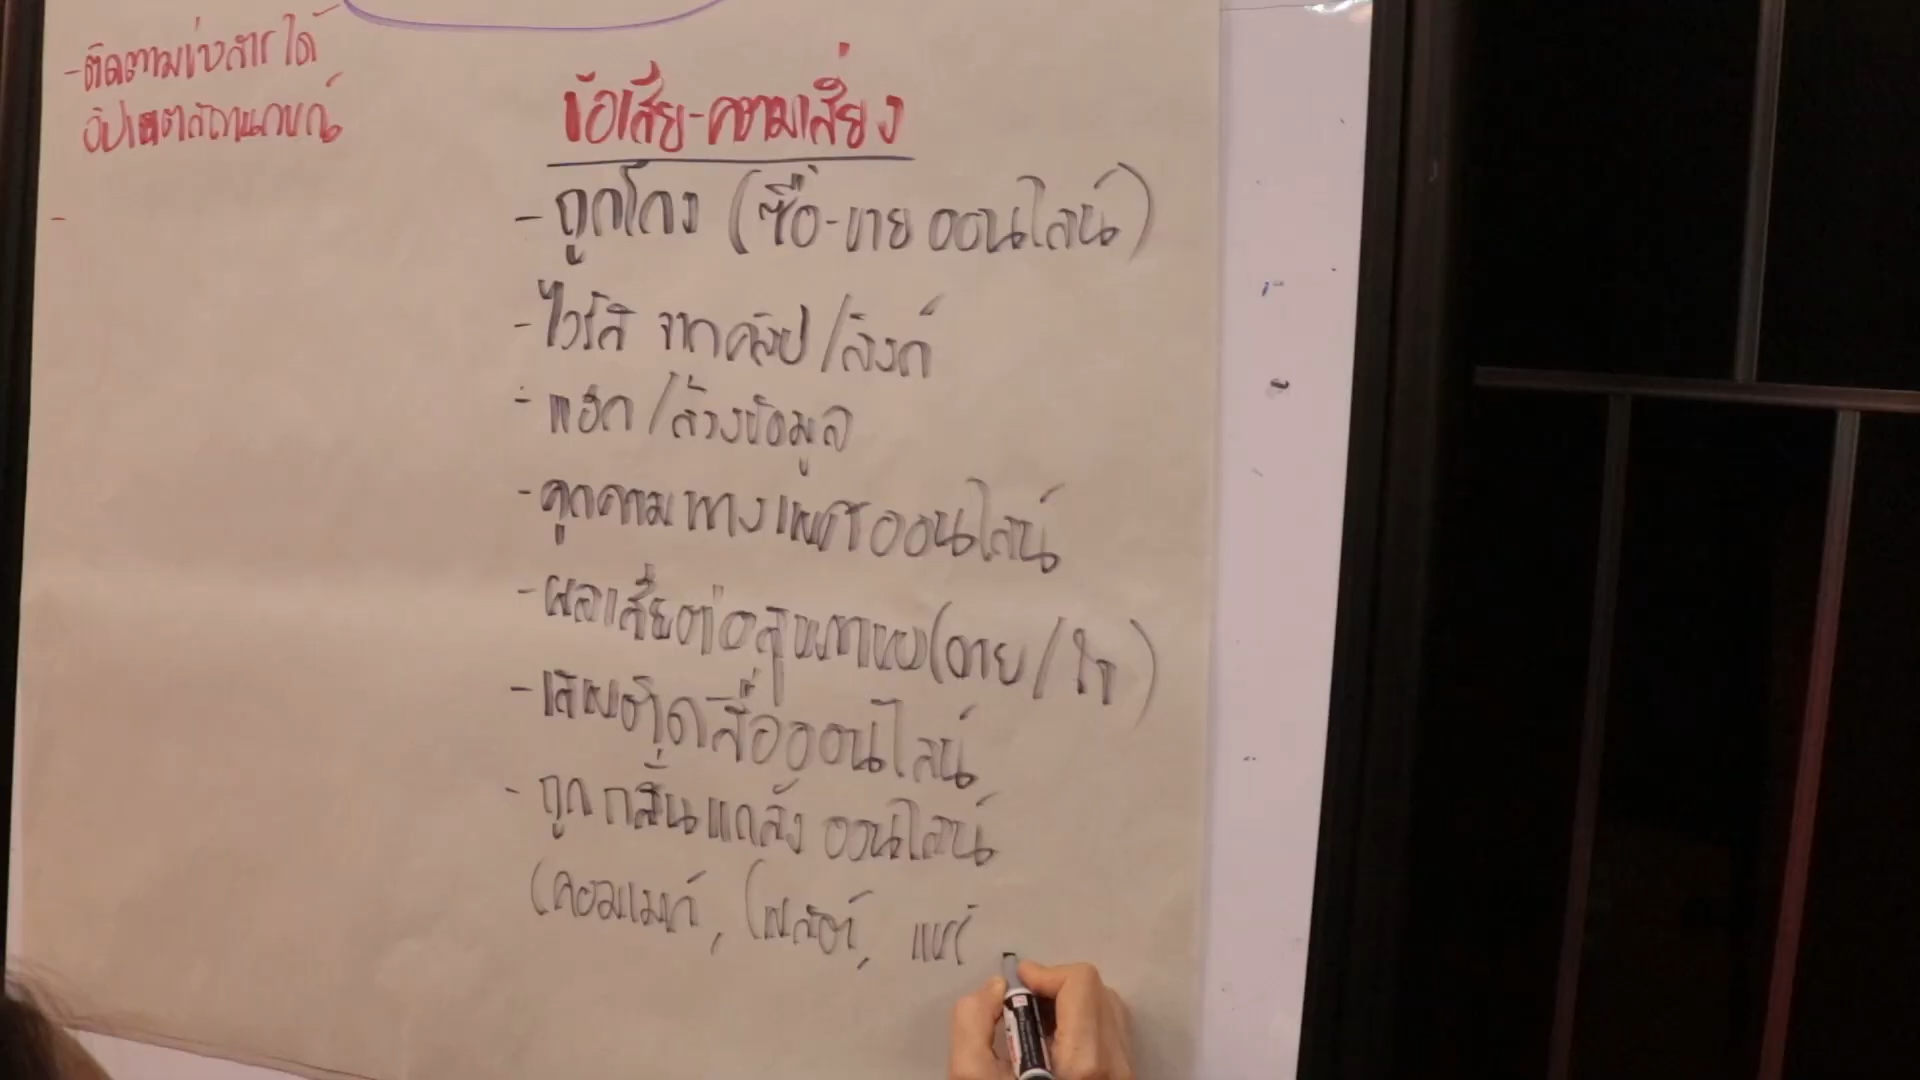 -ติดตามข่าวสารได้
อัปเดตสถานการณ์
ข้อเสีย-ความเสี่ยง
-ถูกโกง (ซื้อ-ขาย ออนไลน์)
-ไวรัส จากคลิป/ลิงก์
-แฮก/ล้วงข้อมูล
-คุกคามทางเพศออนไลน์
-ผลเสียต่อสุขภาพ(กาย/ใจ)
-เสพติดสื่อออนไลน์
-ถูกกลั่นแกล้ง ออนไลน์
(คอมเมนท์, โพสต์, แชร์